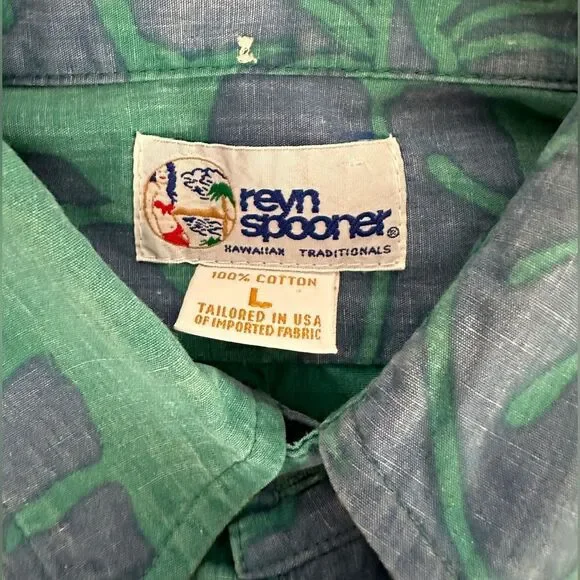 reyn
spooner®
HAWAIIAN TRADITIONALS
100% COTTON
L
TAILORED IN USA
OF IMPORTED FABRIC